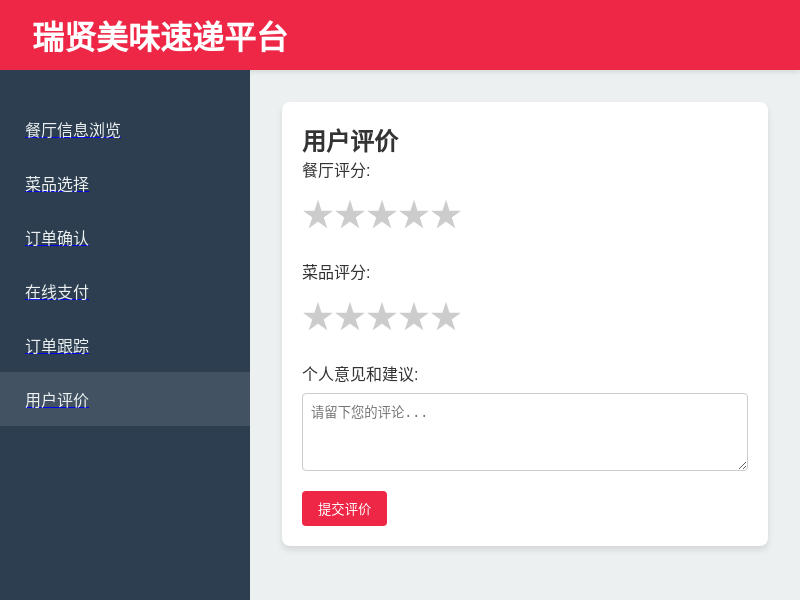 瑞贤美味速递平台
餐厅信息浏览
菜品选择
订单确认
在线支付
订单跟踪
用户评价
用户评价
餐厅评分:
★★★★★
菜品评分:
★★★★★
个人意见和建议:
请留下您的评论...
提交评价